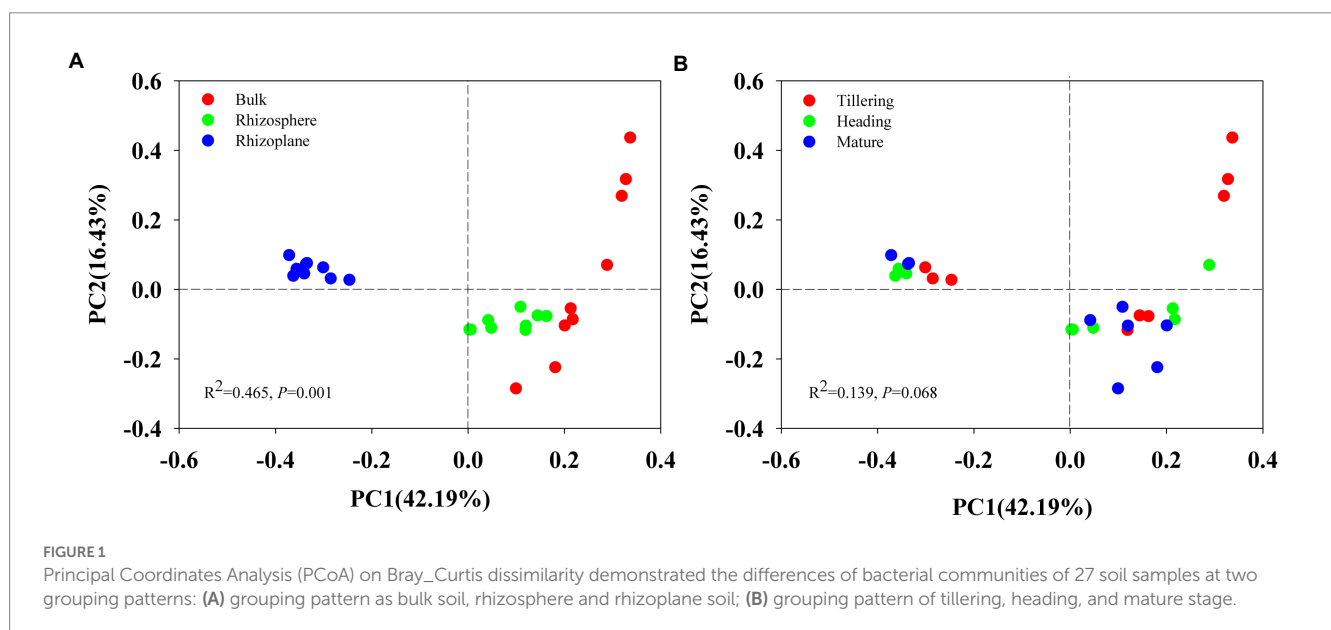 A
0.6
0.4
0.2
0.0
-0.2
-0.4
PC2(16.43%)
Bulk
Rhizosphere
Rhizoplane
R²=0.465, P=0.001
-0.6 -0.4 -0.2 0.0 0.2 0.4
PC1(42.19%)
B
0.6
0.4
0.2
0.0
-0.2
-0.4
PC2(16.43%)
Tillering
Heading
Mature
R²=0.139, P=0.068
-0.6 -0.4 -0.2 0.0 0.2 0.4
PC1(42.19%)
FIGURE 1
Principal Coordinates Analysis (PCoA) on Bray_Curtis dissimilarity demonstrated the differences of bacterial communities of 27 soil samples at two
grouping patterns: (A) grouping pattern as bulk soil, rhizosphere and rhizoplane soil; (B) grouping pattern of tillering, heading, and mature stage.